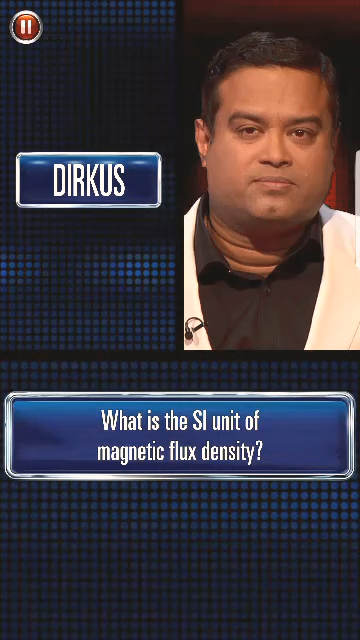 DIRKUS
What is the SI unit of
magnetic flux density?